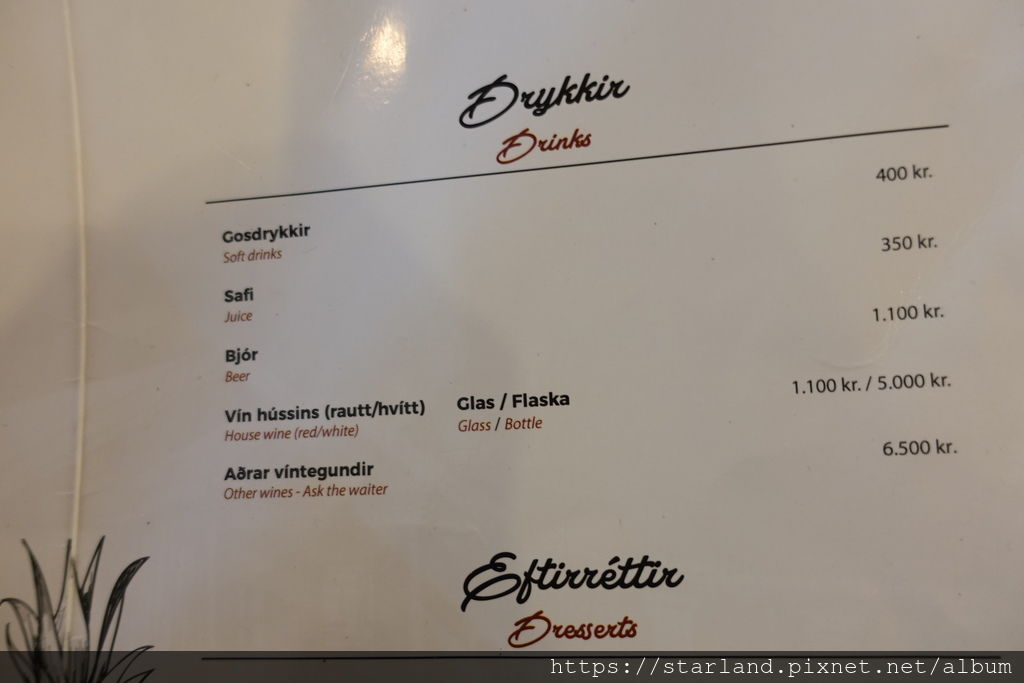 Drykkir
Drinks
Gosdrykkir 400 kr.
Soft drinks
Safi 350 kr.
Juice
Bjór 1.100 kr.
Beer
Vín hússins (rautt/hvítt) Glas / Flaska 1.100 kr. / 5.000 kr.
House wine (red/white) Glass / Bottle
Aðrar víntegundir 6.500 kr.
Other wines - Ask the waiter
Eftirréttir
Dresserts
https://starland.pixnet.net/album